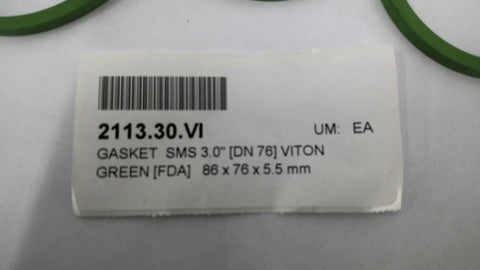 2113.30.VI UM: EA
GASKET SMS 3.0" [DN 76] VITON
GREEN [FDA] 86 x 76 x 5.5 mm